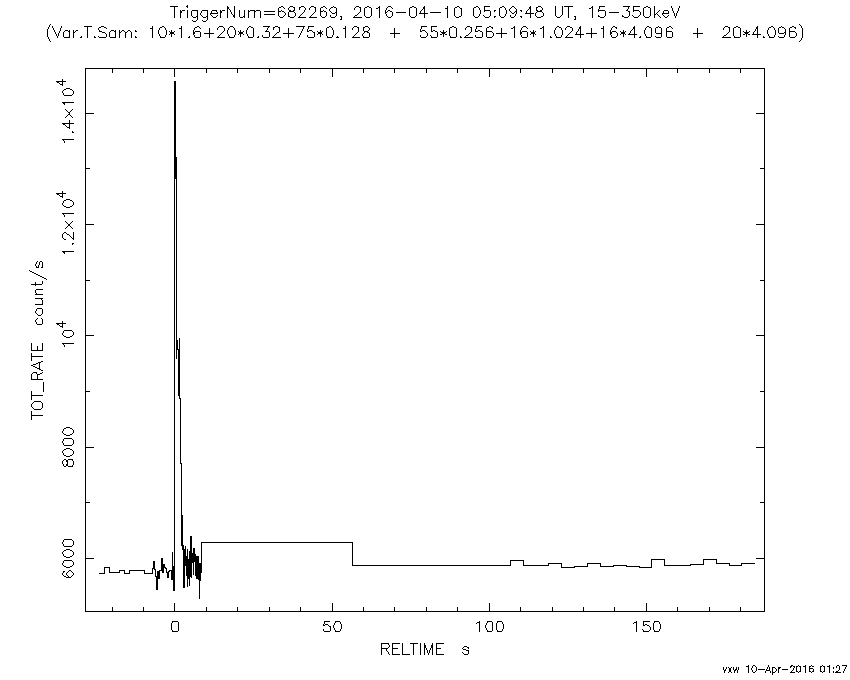 TriggerNum=682269, 2016-04-10 05:09:48 UT, 15-350keV
(Var.T.Sam: 10*1.6+20*0.32+75*0.128 + 55*0.256+16*1.024+16*4.096 + 20*4.096)
1.4×10⁴
1.2×10⁴
10⁴
8000
6000
TOT_RATE count/s
0 50 100 150
RELTIME s
vxw 10-Apr-2016 01:27